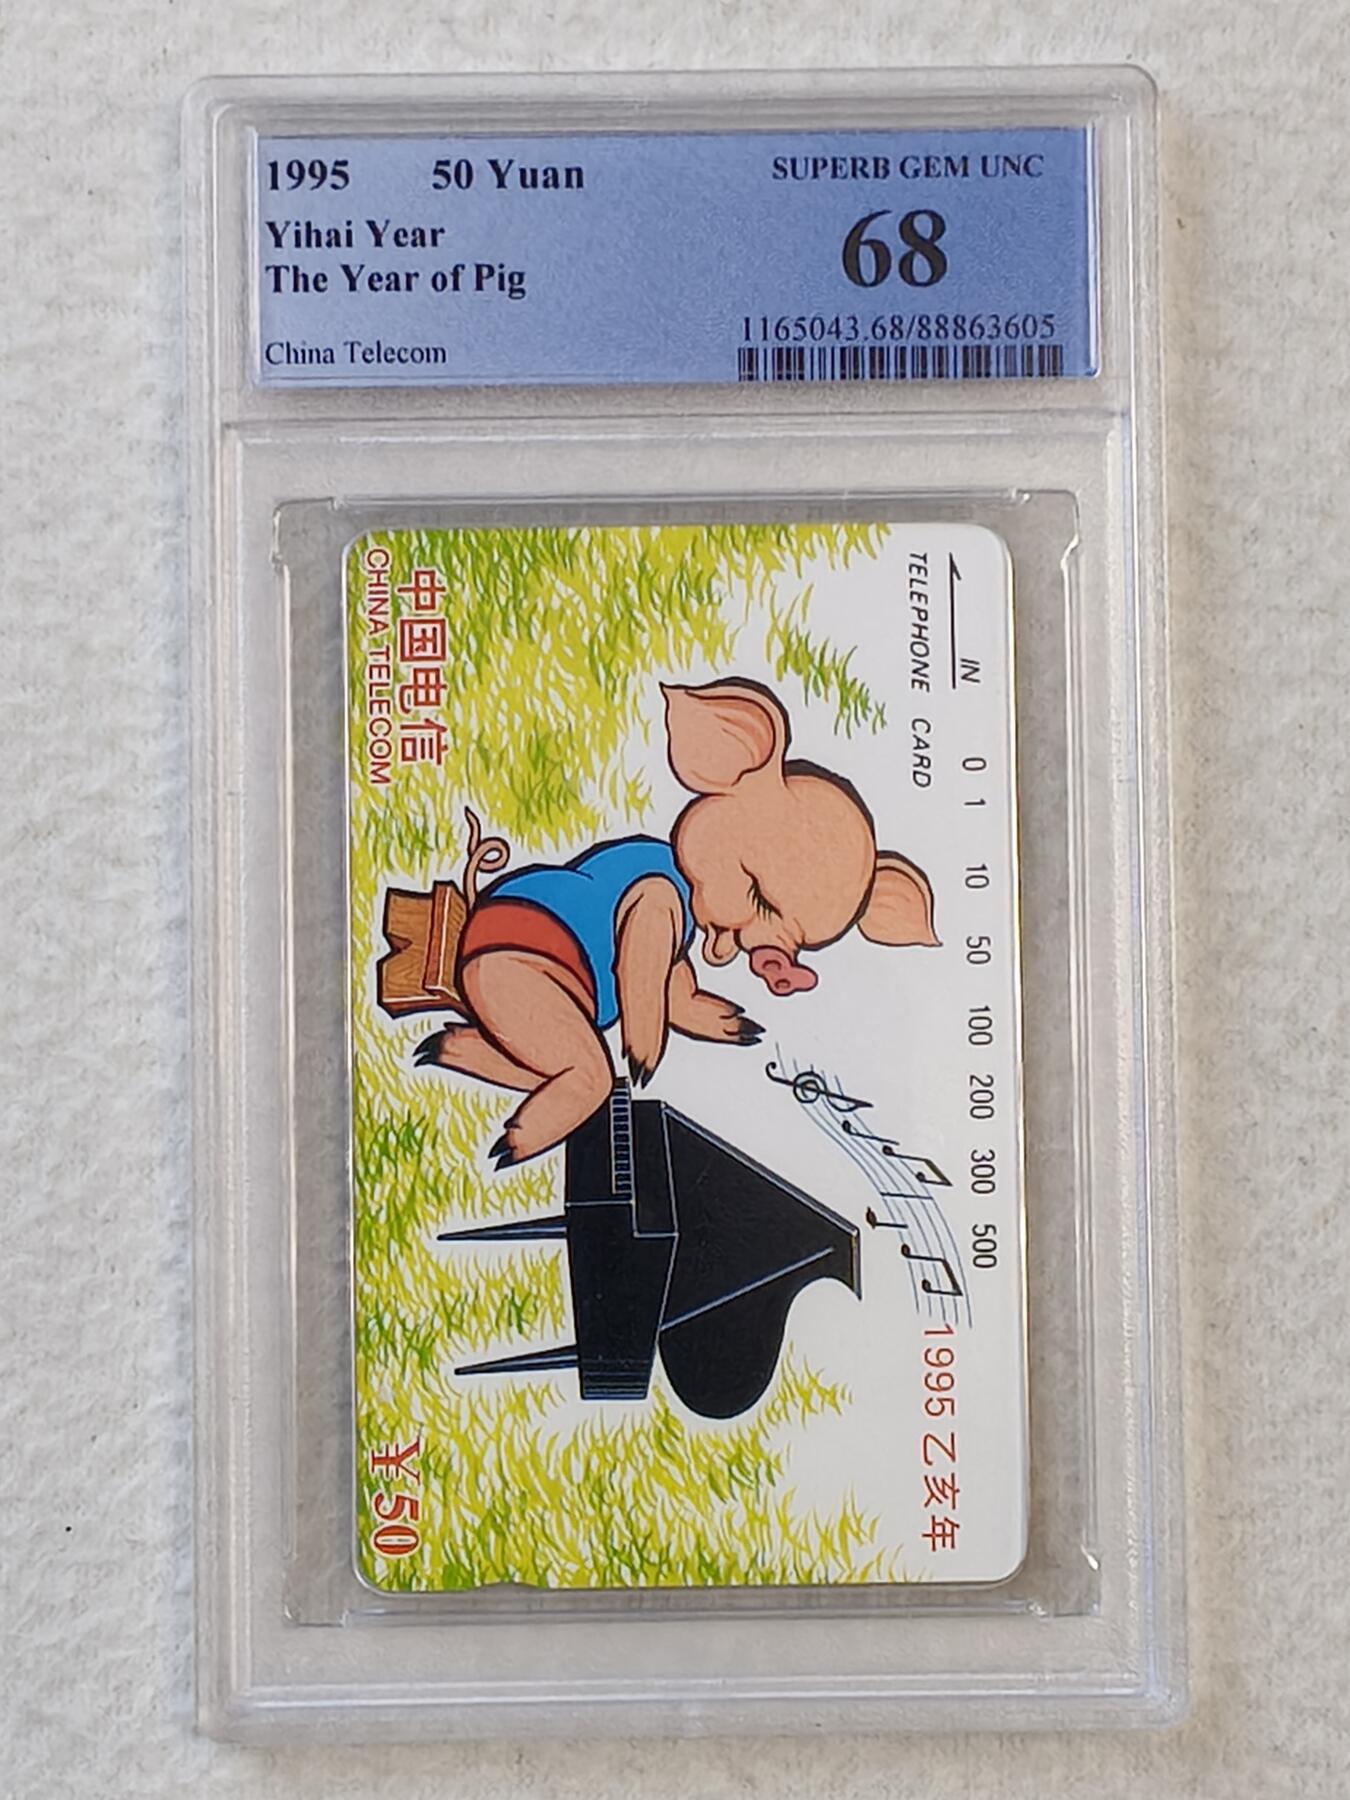 1995 50 Yuan
SUPERB GEM UNC
Yihai Year
68
The Year of Pig
1165043.68/88863605
China Telecom
IN 0 1 10 50 100 200 300 500
TELEPHONE CARD
1995 乙亥年
中国电信
CHINA TELECOM
¥50